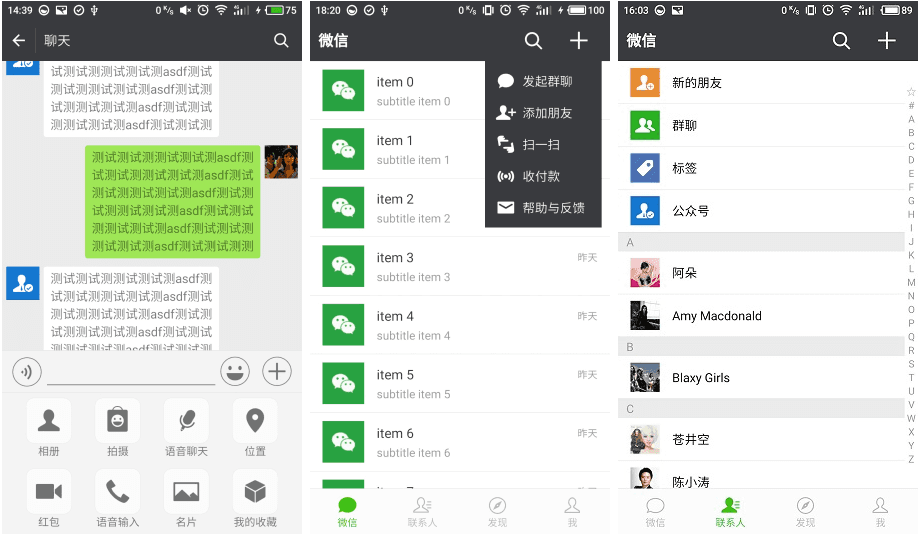 14:39
0 K/s
4G
75
聊天
试测试测测试测试测asdf测试
测试测试测测试测asdf测试测
试测试测测试测asdf测试测试
测测试测试测asdf测试测试测
测试测试测测试测试测asdf测
试测试测试测测试测asdf测试
测试测试测测试测asdf测试测
试测测试测试测asdf测试测试
测试测测试测asdf测试测试测
测试测试测asdf测试测试测测
测试测试测测试测试测asdf测
试测试测试测测试测asdf测试
测试测试测测试测asdf测试测
试测测试测试测asdf测试测试
相册
拍摄
语音聊天
位置
红包
语音输入
名片
我的收藏
18:20
0 K/s
4G
100
微信
发起群聊
添加朋友
扫一扫
收付款
帮助与反馈
item 0
subtitle item 0
item 1
subtitle item 1
item 2
subtitle item 2
item 3
昨天
subtitle item 3
item 4
昨天
subtitle item 4
item 5
昨天
subtitle item 5
item 6
昨天
subtitle item 6
微信
联系人
发现
我
16:03
0 K/s
4G
89
微信
新的朋友
群聊
标签
公众号
A
阿朵
Amy Macdonald
B
Blaxy Girls
C
苍井空
陈小涛
☆
#
A
B
C
D
E
F
G
H
I
J
K
L
M
N
O
P
Q
R
S
T
U
V
W
X
Y
Z
微信
联系人
发现
我